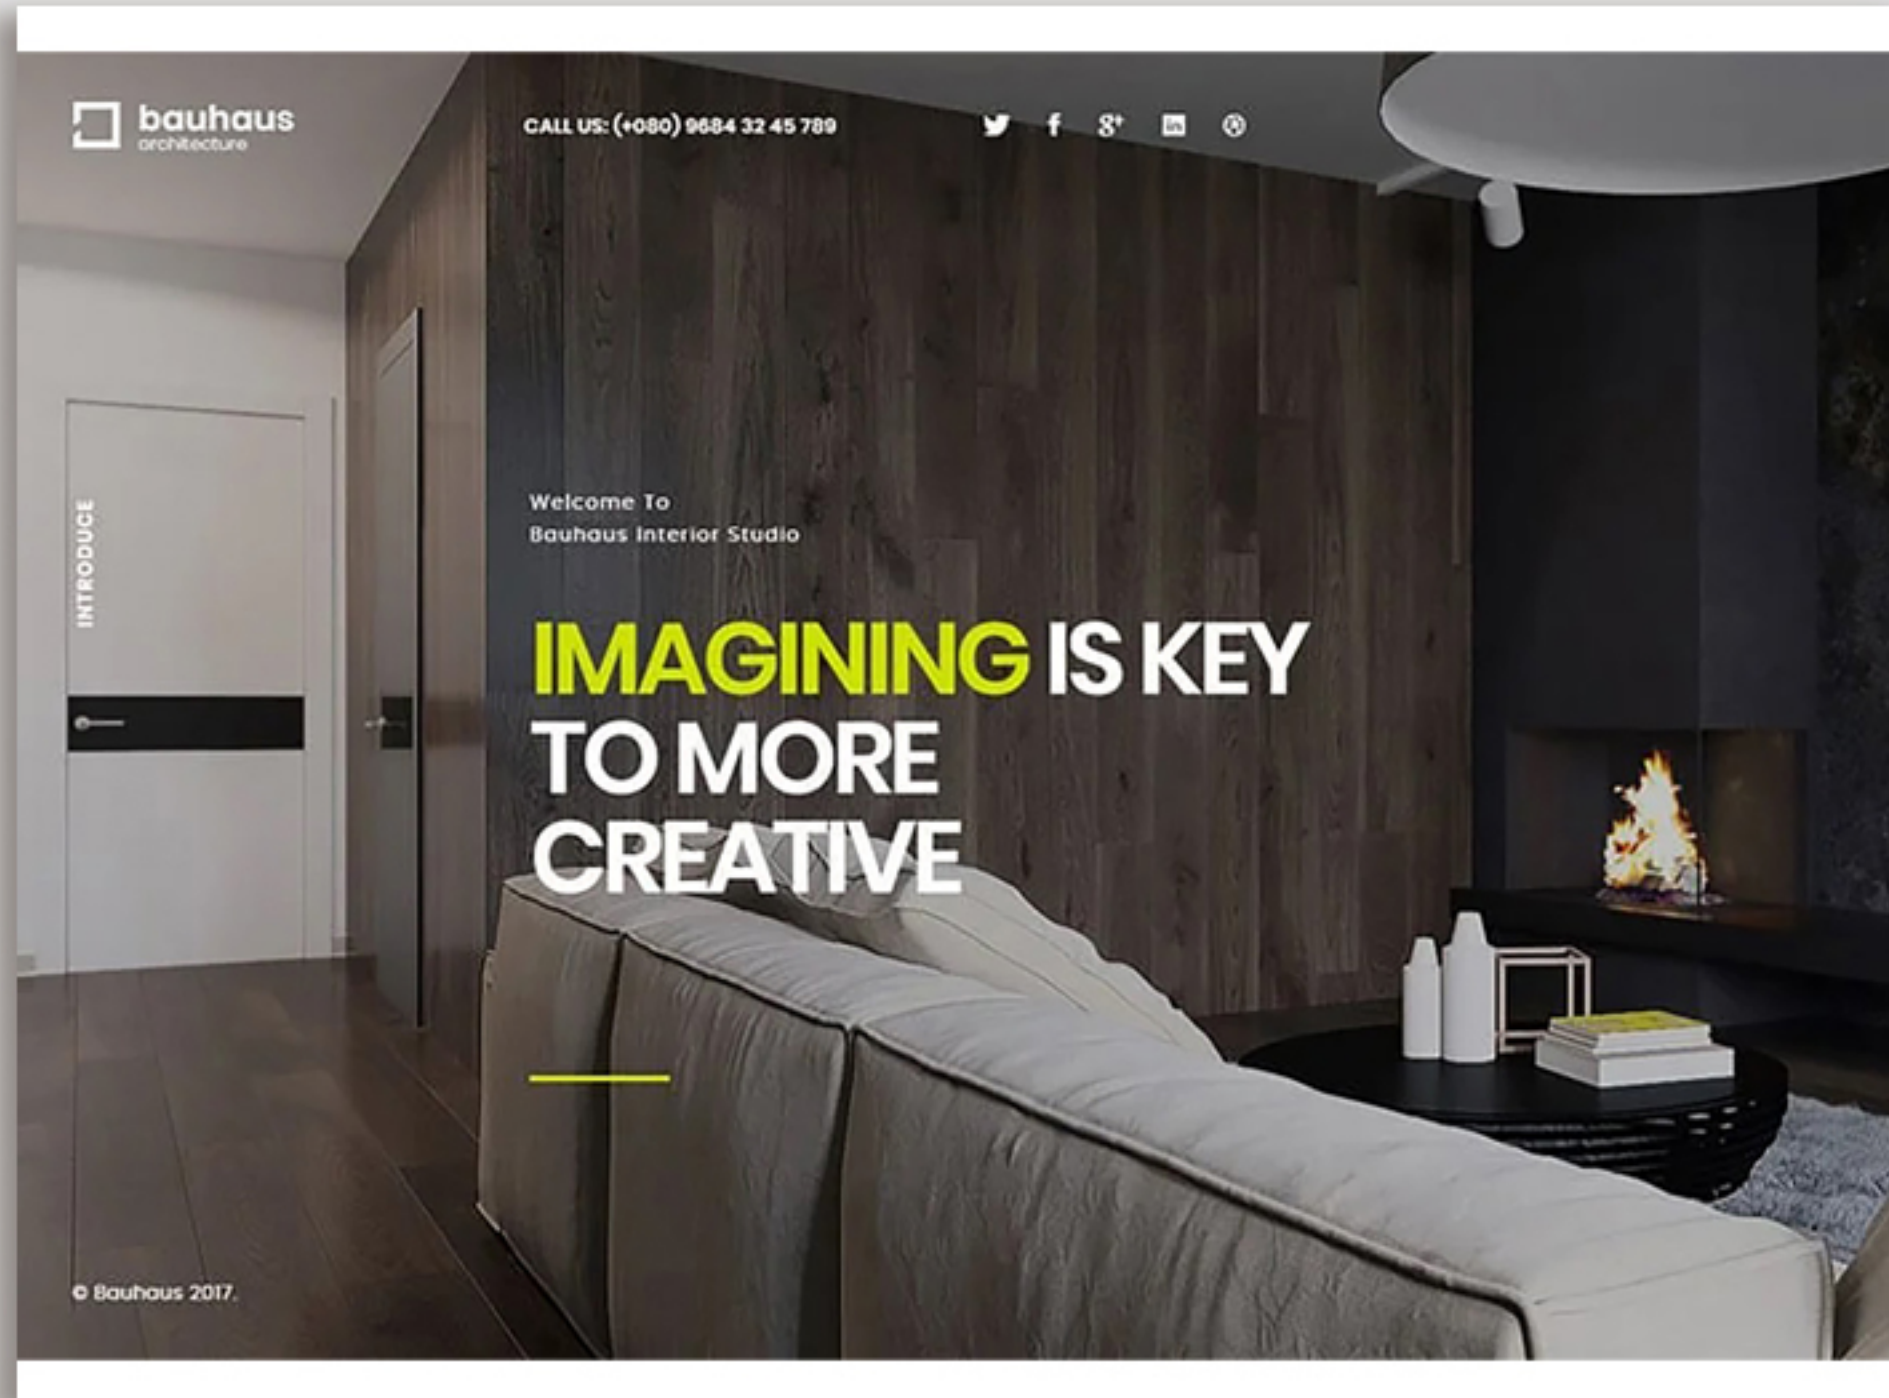 bauhaus
architecture
CALL US: (+080) 9684 32 45 789
INTRODUCE
Welcome To
Bauhaus Interior Studio
IMAGINING IS KEY
TO MORE
CREATIVE
© Bauhaus 2017.